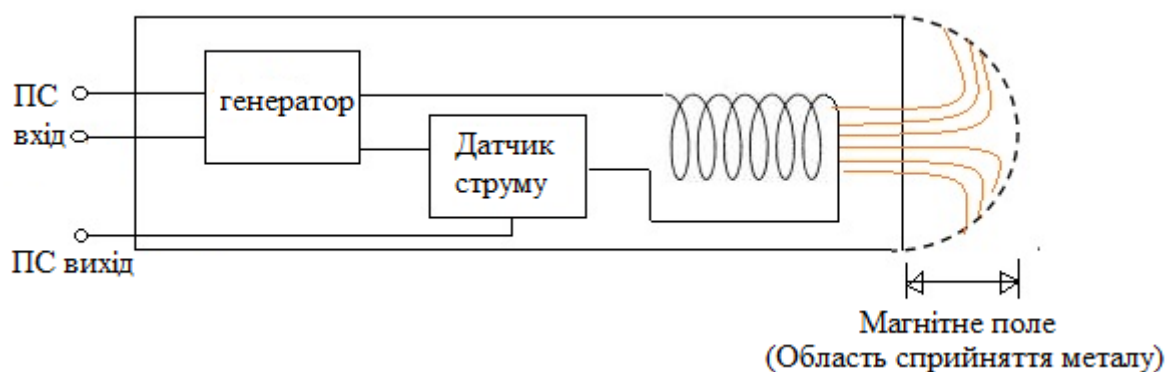 ПС
вхід
генератор
Датчик
струму
ПС вихід
Магнітне поле
(Область сприйняття металу)